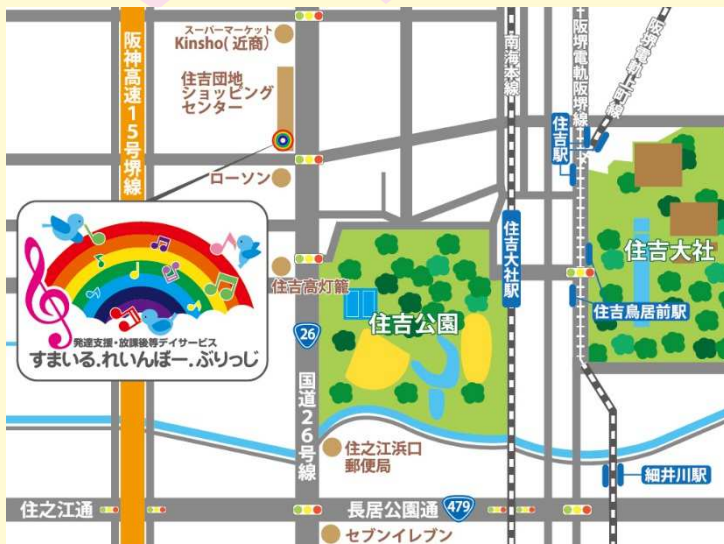 スーパーマーケット
Kinsho(近商)
住吉団地
ショッピング
センター
阪神高速15号堺線
南海本線
阪堺電軌阪堺線
阪堺電軌上町線
住吉駅
ローソン
住吉大社駅
住吉大社
住吉高灯籠
住吉公園
住吉鳥居前駅
発達支援・放課後等デイサービス
すまいる.れいんぼー.ぶりっじ
26
国道26号線
住之江浜口
郵便局
細井川駅
住之江通
長居公園通
479
セブンイレブン